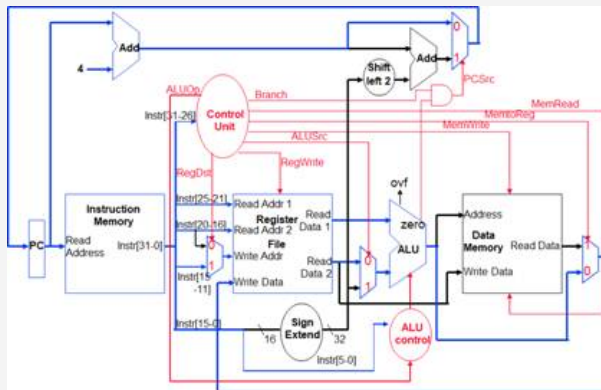 Add
4
0
1
Add
Shift
left 2
PCSrc
ALUOp
Branch
MemRead
MemtoReg
MemWrite
Instr[31-26]
Control
Unit
ALUSrc
RegDst
RegWrite
ovf
Instruction
Memory
PC
Read
Address
Instr[31-0]
Instr[25-21]
Read Addr 1
Instr[20-16]
Read Addr 2
Register
File
Read
Data 1
Write Addr
0
1
Instr[15
-11]
Read
Data 2
Write Data
0
1
zero
ALU
Address
Data
Memory
Read Data
Write Data
1
0
Instr[15-0]
16
Sign
Extend
32
Instr[5-0]
ALU
control